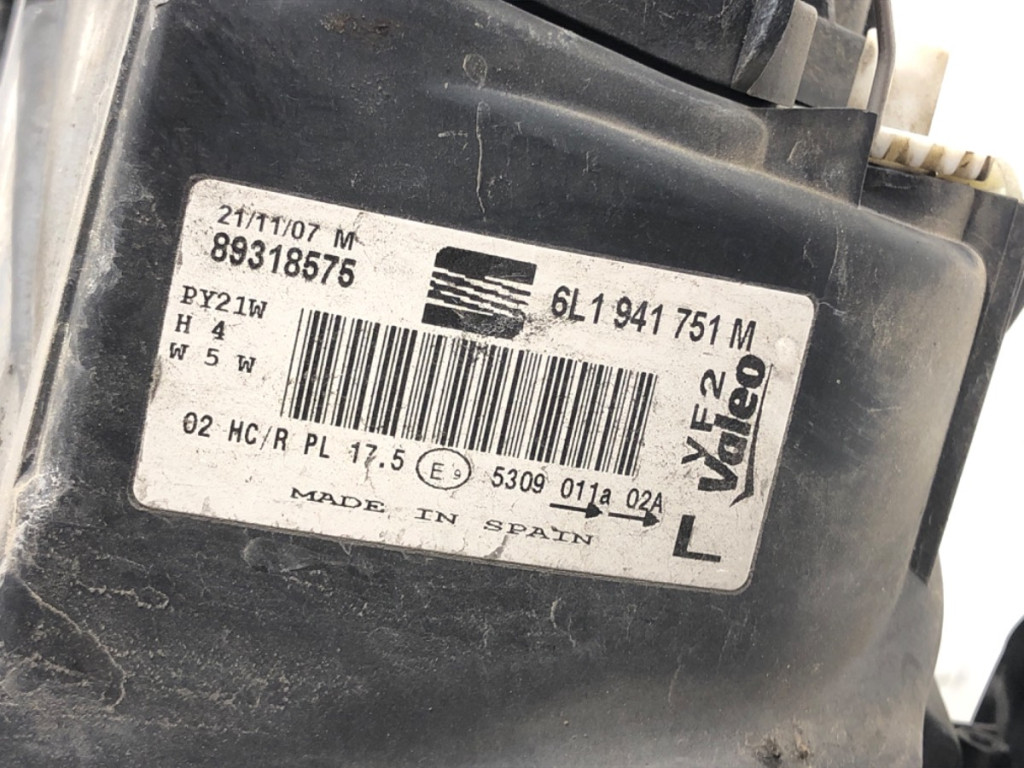 21/11/07 M
89318575
6L1 941 751 M
PY21W
H 4
W 5 W
VF2
Valeo
02 HC/R PL 17.5 E9 5309 011a 02A
MADE IN SPAIN
L